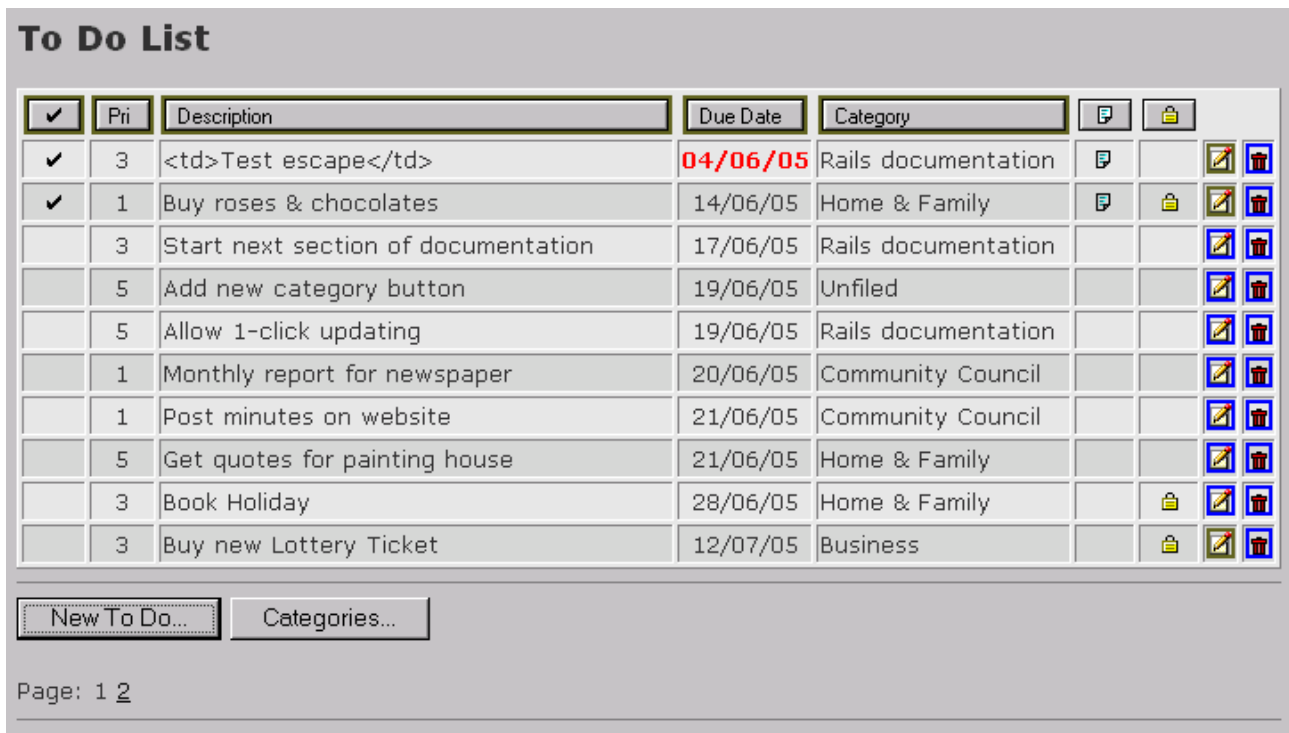 To Do List
✔ Pri Description Due Date Category
✔ 3 <td>Test escape</td> 04/06/05 Rails documentation
✔ 1 Buy roses & chocolates 14/06/05 Home & Family
3 Start next section of documentation 17/06/05 Rails documentation
5 Add new category button 19/06/05 Unfiled
5 Allow 1-click updating 19/06/05 Rails documentation
1 Monthly report for newspaper 20/06/05 Community Council
1 Post minutes on website 21/06/05 Community Council
5 Get quotes for painting house 21/06/05 Home & Family
3 Book Holiday 28/06/05 Home & Family
3 Buy new Lottery Ticket 12/07/05 Business
New To Do... Categories...
Page: 1 2